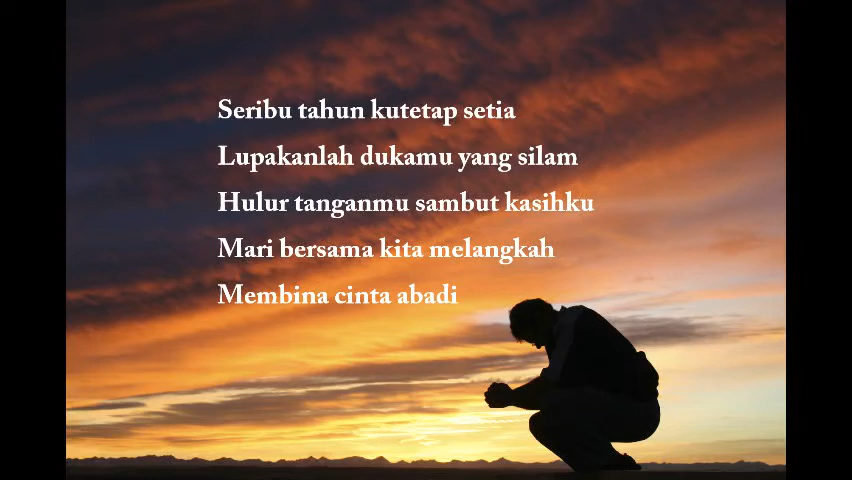 Seribu tahun kutetap setia
Lupakanlah dukamu yang silam
Hulur tanganmu sambut kasihku
Mari bersama kita melangkah
Membina cinta abadi